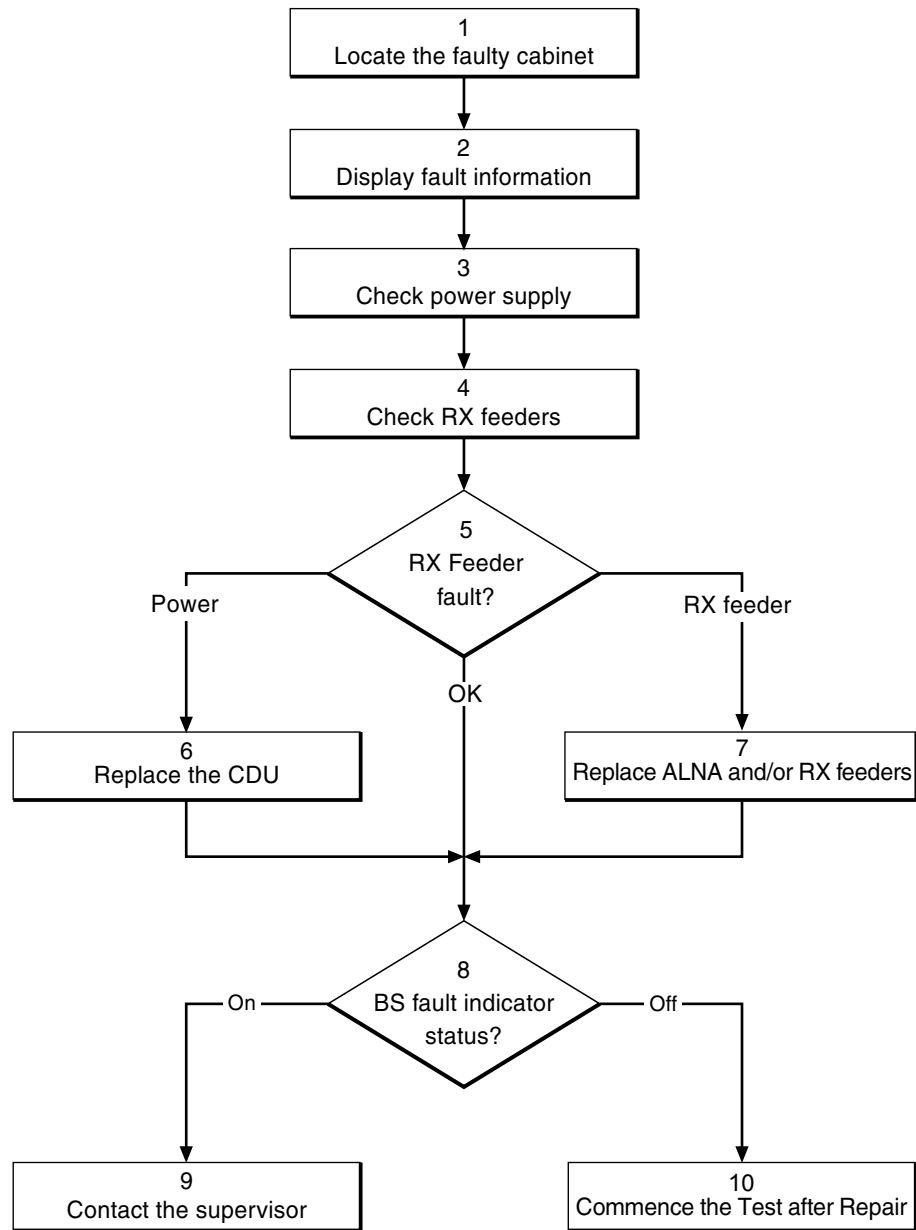 1
Locate the faulty cabinet
2
Display fault information
3
Check power supply
4
Check RX feeders
5
RX Feeder
fault?
Power
RX feeder
OK
6
Replace the CDU
7
Replace ALNA and/or RX feeders
8
BS fault indicator
status?
On
Off
9
Contact the supervisor
10
Commence the Test after Repair